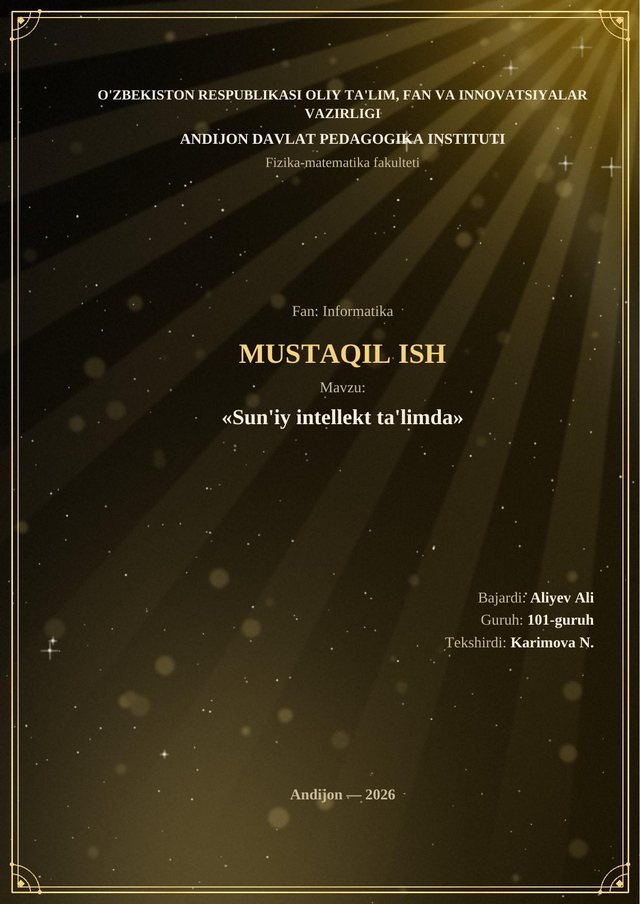 O'ZBEKISTON RESPUBLIKASI OLIY TA'LIM, FAN VA INNOVATSIYALAR
VAZIRLIGI
ANDIJON DAVLAT PEDAGOGIKA INSTITUTI
Fizika-matematika fakulteti
Fan: Informatika
MUSTAQIL ISH
Mavzu:
«Sun'iy intellekt ta'limda»
Bajardi: Aliyev Ali
Guruh: 101-guruh
Tekshirdi: Karimova N.
Andijon — 2026